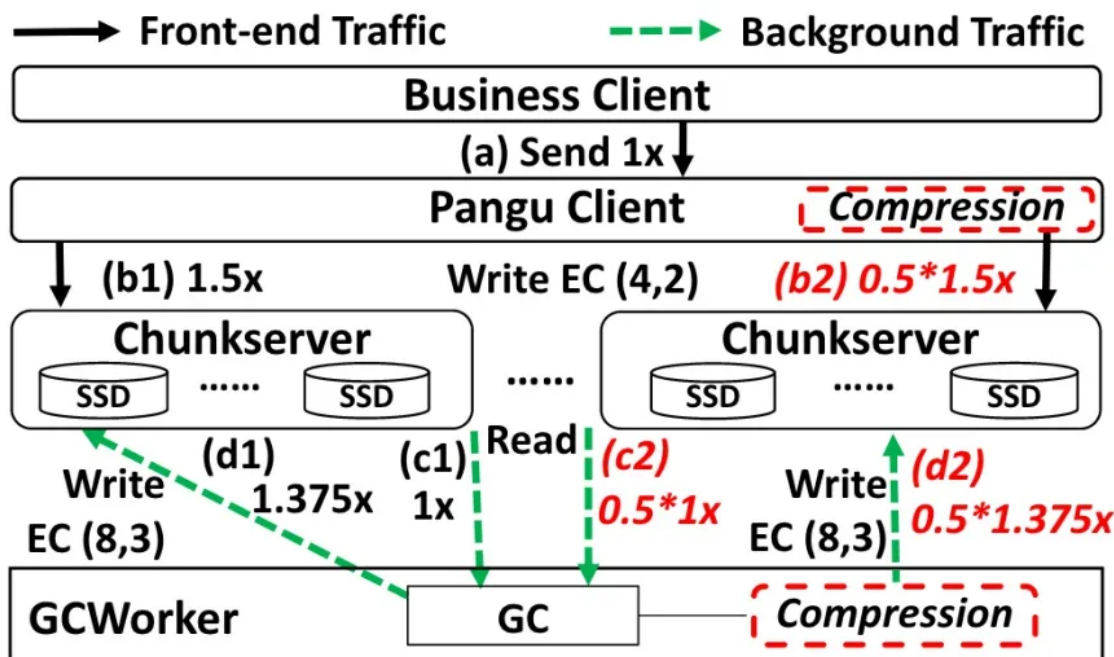 Front-end Traffic
Background Traffic
Business Client
(a) Send 1x
Pangu Client
Compression
(b1) 1.5x
Write EC (4,2)
(b2) 0.5*1.5x
Chunkserver
SSD
......
SSD
......
Chunkserver
SSD
......
SSD
Write
EC (8,3)
(d1)
1.375x
(c1)
1x
Read
(c2)
0.5*1x
Write
EC (8,3)
(d2)
0.5*1.375x
GCWorker
GC
Compression